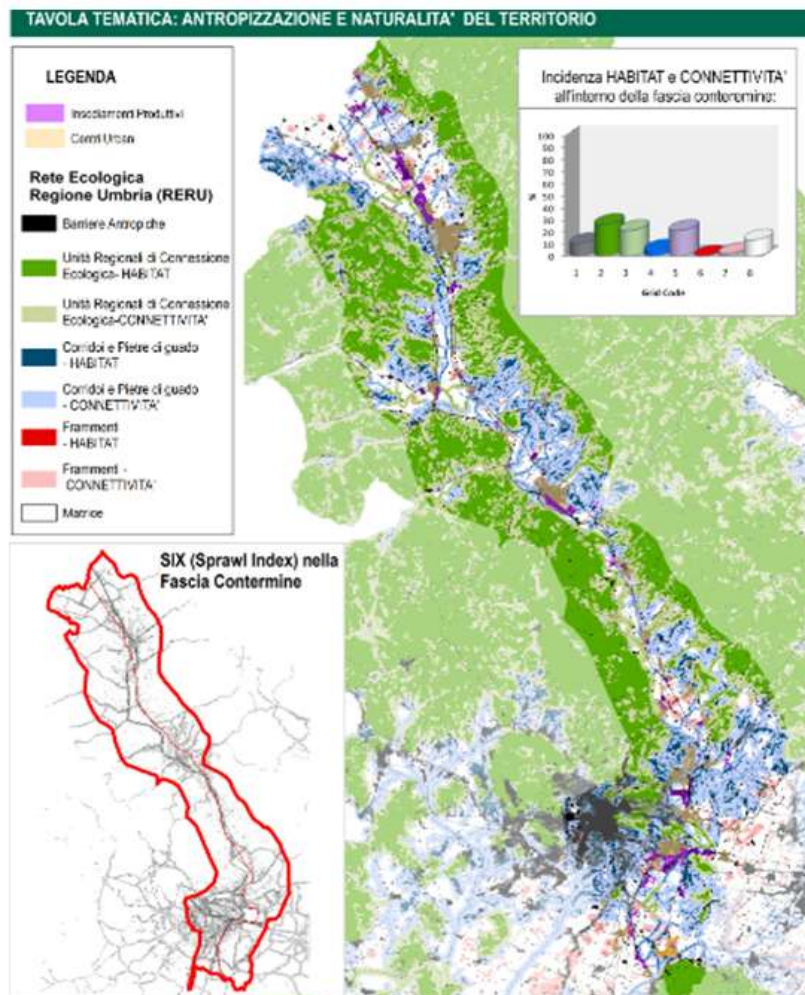 TAVOLA TEMATICA: ANTROPIZZAZIONE E NATURALITA' DEL TERRITORIO
LEGENDA
Insediamenti Produttivi
Centri Urbani
Rete Ecologica
Regione Umbria (RERU)
Barriere Antropiche
Unità Regionali di Connessione
Ecologica- HABITAT
Unità Regionali di Connessione
Ecologica-CONNETTIVITA'
Corridoi e Pietre di guado
- HABITAT
Corridoi e Pietre di guado
- CONNETTIVITA'
Frammenti
- HABITAT
Frammenti -
CONNETTIVITA'
Matrice
Incidenza HABITAT e CONNETTIVITA'
all'interno della fascia conteremine:
100
90
80
70
60
50
40
30
20
10
0
%
1 2 3 4 5 6 7 8
Grid Code
SIX (Sprawl Index) nella
Fascia Contermine